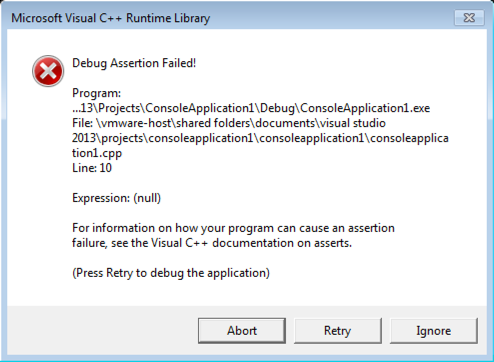 Microsoft Visual C++ Runtime Library
Debug Assertion Failed!
Program:
...13\Projects\ConsoleApplication1\Debug\ConsoleApplication1.exe
File: \vmware-host\shared folders\documents\visual studio
2013\projects\consoleapplication1\consoleapplication1\consoleapplica
tion1.cpp
Line: 10
Expression: (null)
For information on how your program can cause an assertion
failure, see the Visual C++ documentation on asserts.
(Press Retry to debug the application)
Abort
Retry
Ignore